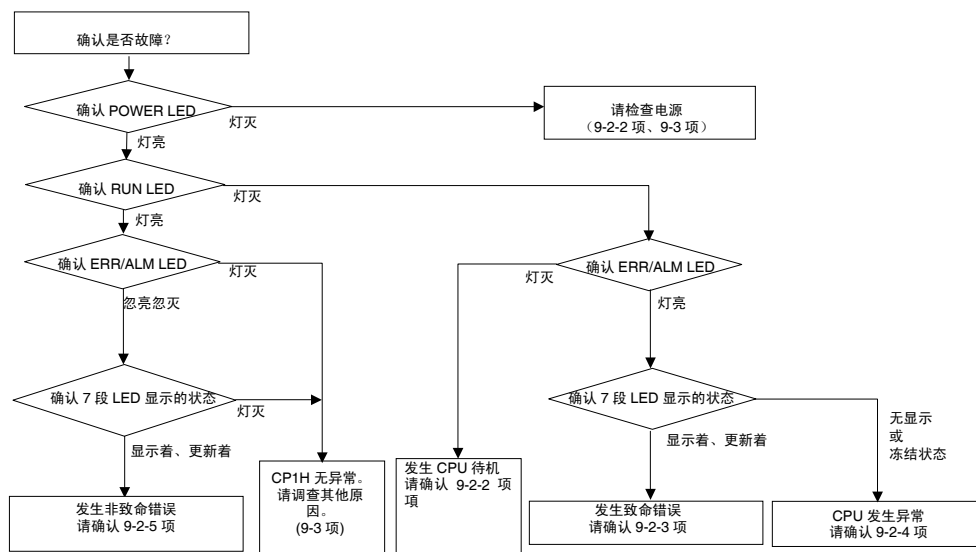 确认是否故障？
确认 POWER LED
灯灭
请检查电源
（9-2-2 项、9-3 项）
灯亮
确认 RUN LED
灯灭
灯亮
确认 ERR/ALM LED
灯灭
确认 ERR/ALM LED
灯灭
忽亮忽灭
灯亮
确认 7 段 LED 显示的状态
灯灭
确认 7 段 LED 显示的状态
无显示
或
冻结状态
显示着、更新着
显示着、更新着
发生非致命错误
请确认 9-2-5 项
CP1H 无异常。
请调查其他原
因。
(9-3 项)
发生 CPU 待机
请确认 9-2-2 项
項
发生致命错误
请确认 9-2-3 项
CPU 发生异常
请确认 9-2-4 项